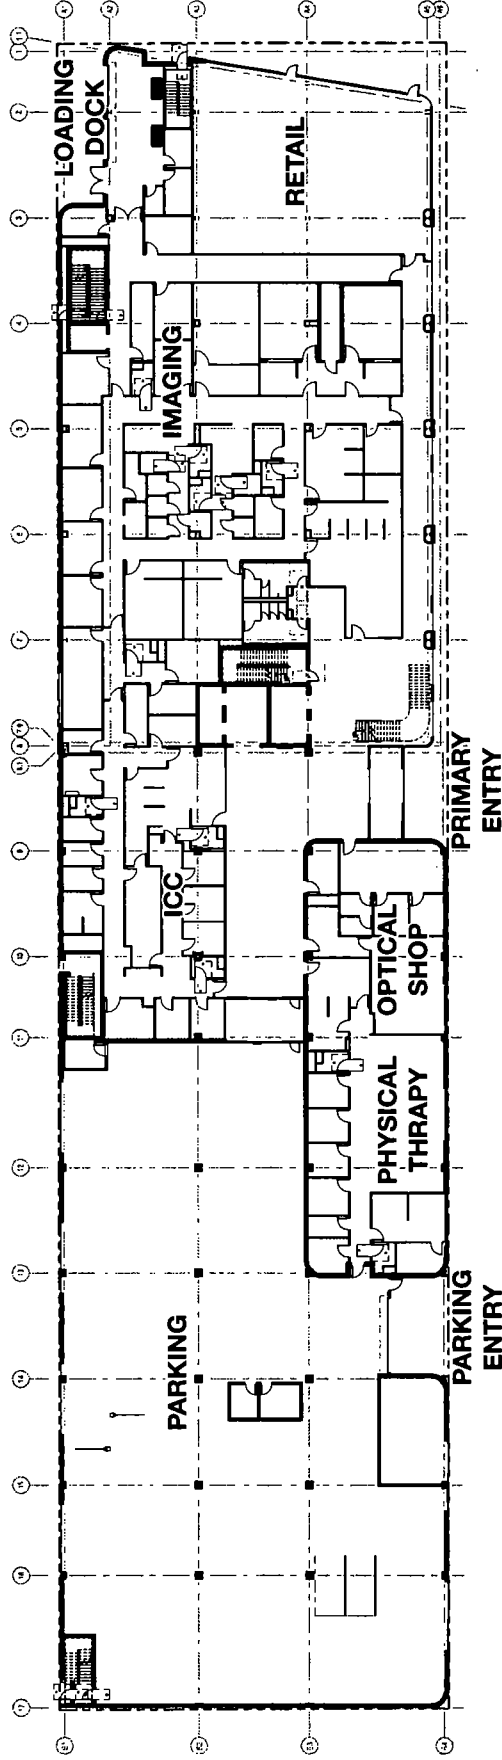 LOADING
DOCK
RETAIL
IMAGING
PRIMARY
ENTRY
ICC
OPTICAL
SHOP
PHYSICAL
THRAPY
PARKING
ENTRY
PARKING